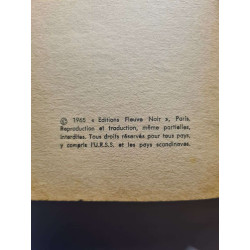 © 1965 « Editions Fleuve Noir », Paris.
Reproduction et traduction, même partielles,
interdites. Tous droits réservés pour tous pays,
y compris l'U.R.S.S. et les pays scandinaves.